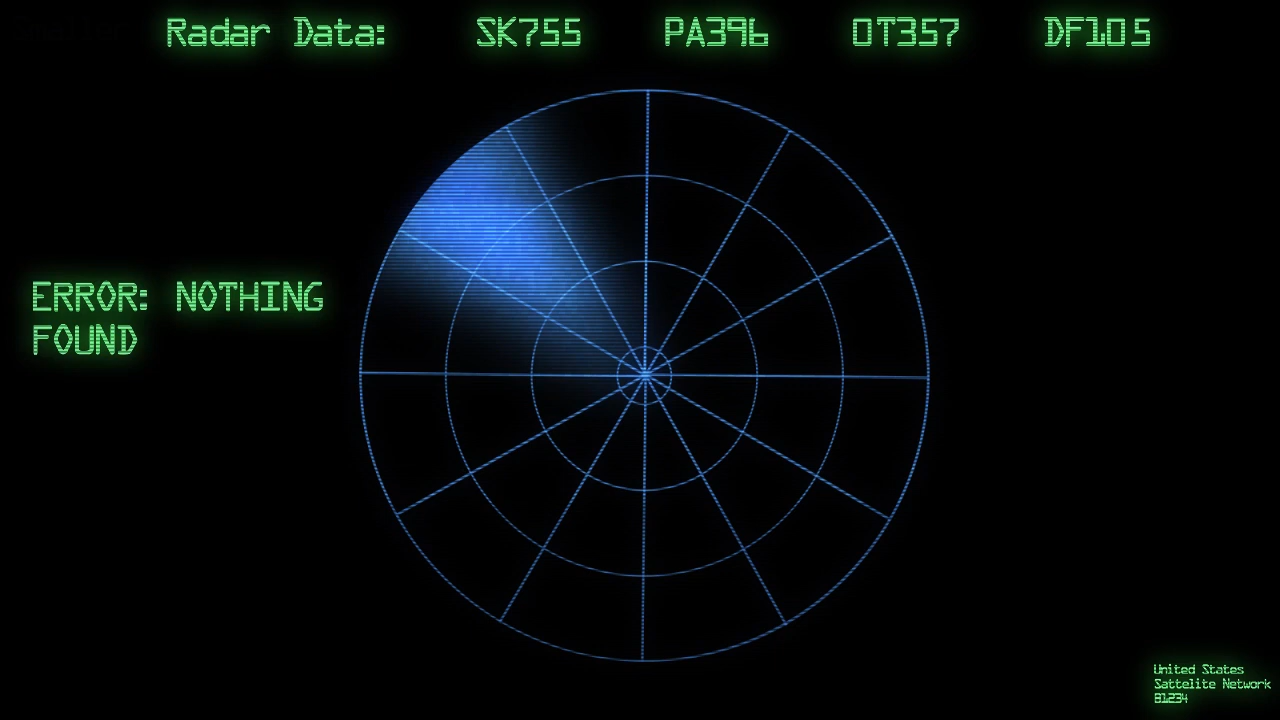 Radar Data: SK755 PA396 OT357 DF105
ERROR: NOTHING
FOUND
United States
Sattelite Network
81234